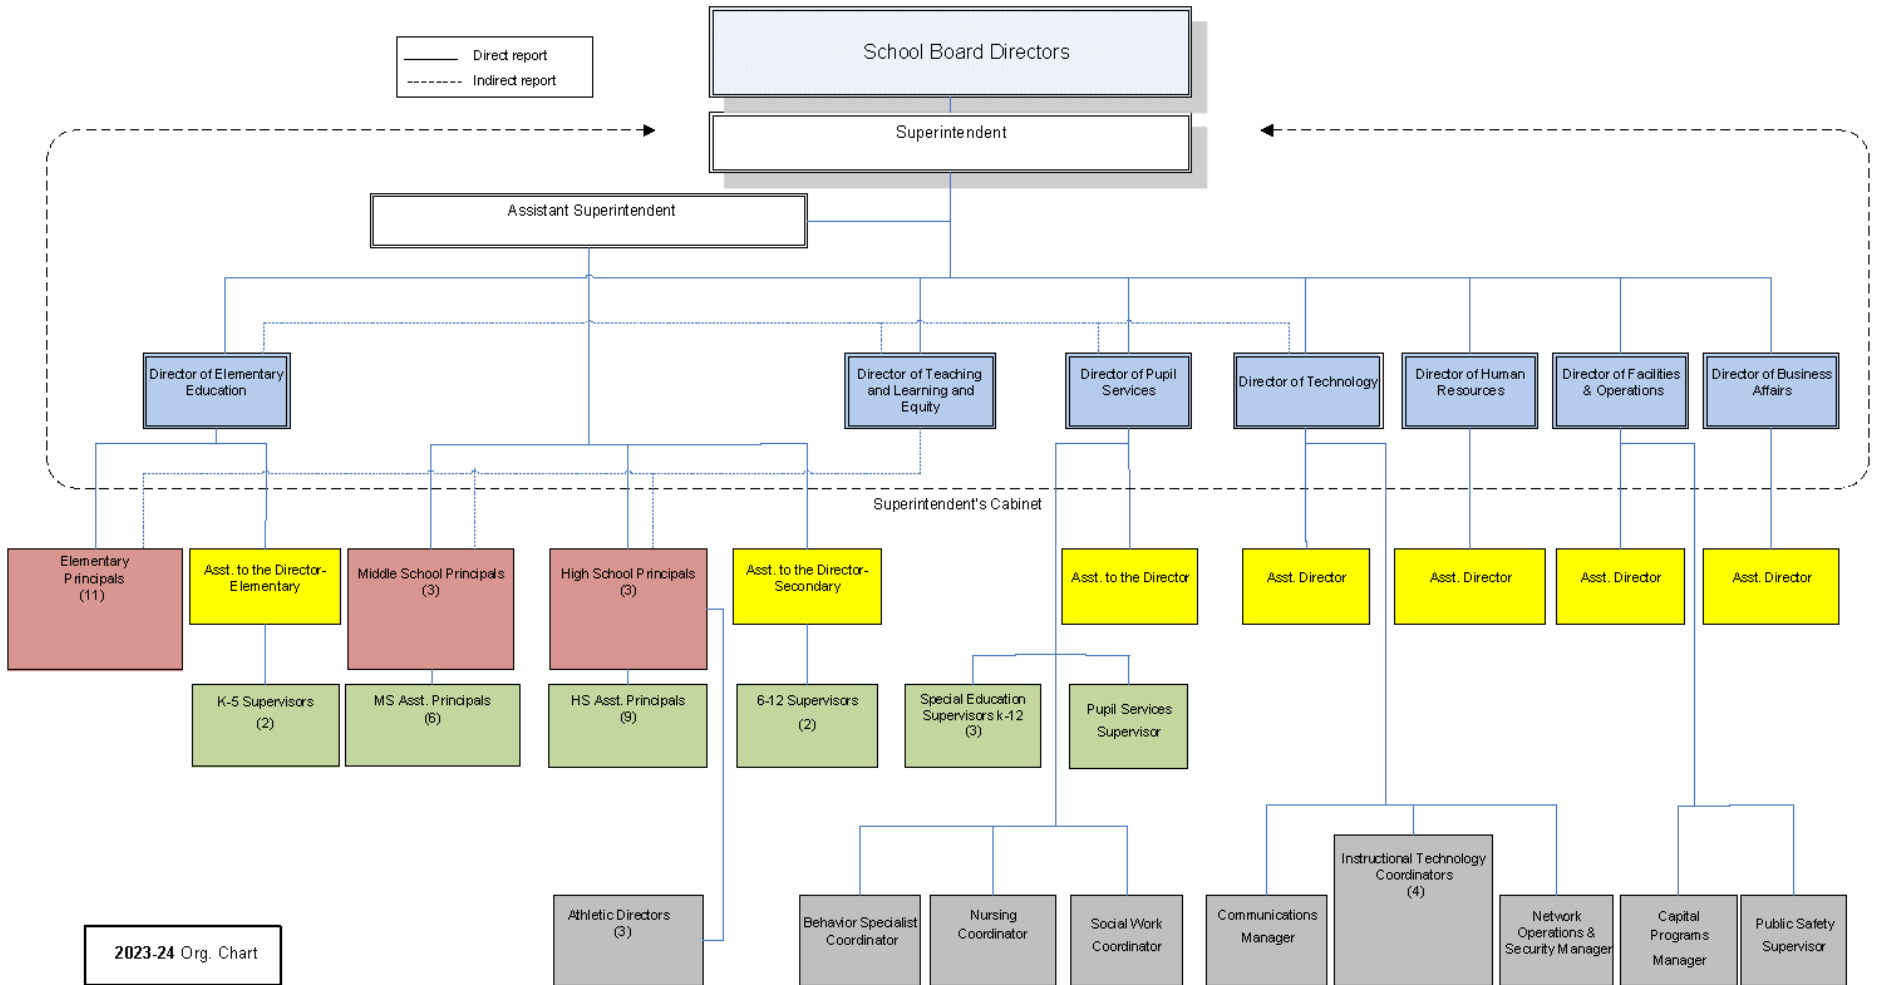 School Board Directors
Direct report
Indirect report
Superintendent
Assistant Superintendent
Director of Elementary
Education
Director of Teaching
and Learning and
Equity
Director of Pupil
Services
Director of Technology
Director of Human
Resources
Director of Facilities
& Operations
Director of Business
Affairs
Superintendent's Cabinet
Elementary
Principals
(11)
Asst. to the Director-
Elementary
Middle School Principals
(3)
High School Principals
(3)
Asst. to the Director-
Secondary
Asst. to the Director
Asst. Director
Asst. Director
Asst. Director
Asst. Director
K-5 Supervisors
(2)
MS Asst. Principals
(6)
HS Asst. Principals
(9)
6-12 Supervisors
(2)
Special Education
Supervisors k-12
(3)
Pupil Services
Supervisor
Athletic Directors
(3)
Behavior Specialist
Coordinator
Nursing
Coordinator
Social Work
Coordinator
Communications
Manager
Instructional Technology
Coordinators
(4)
Network
Operations &
Security Manager
Capital
Programs
Manager
Public Safety
Supervisor
2023-24 Org. Chart